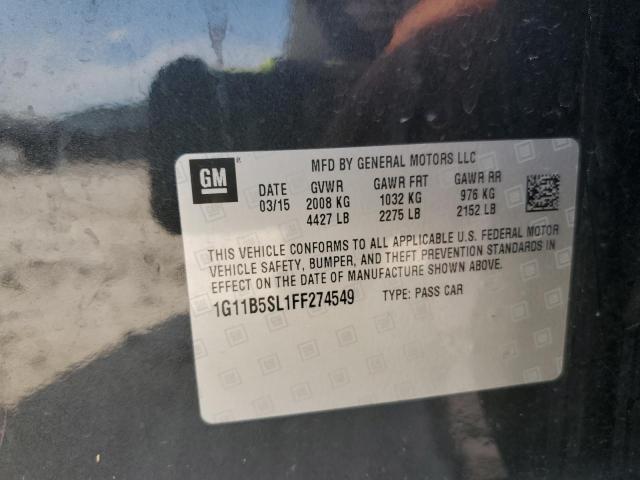 GM
MFD BY GENERAL MOTORS LLC
DATE GVWR GAWR FRT GAWR RR
03/15 2008 KG 1032 KG 976 KG
4427 LB 2275 LB 2152 LB
THIS VEHICLE CONFORMS TO ALL APPLICABLE U.S. FEDERAL MOTOR
VEHICLE SAFETY, BUMPER, AND THEFT PREVENTION STANDARDS IN
EFFECT ON THE DATE OF MANUFACTURE SHOWN ABOVE.
1G11B5SL1FF274549 TYPE: PASS CAR